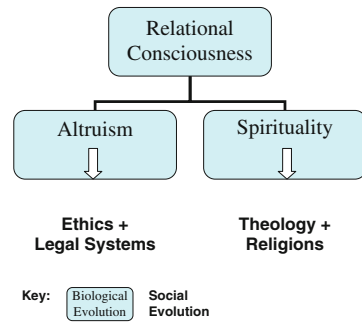 Relational
Consciousness
Altruism
Spirituality
Ethics +
Legal Systems
Theology +
Religions
Key:
Biological
Evolution
Social
Evolution